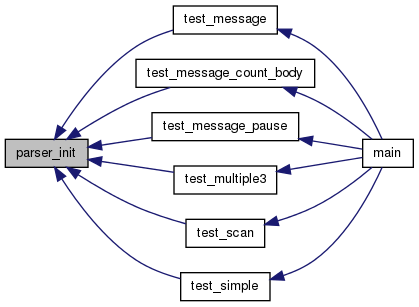 test_message
test_message_count_body
test_message_pause
parser_init
main
test_multiple3
test_scan
test_simple